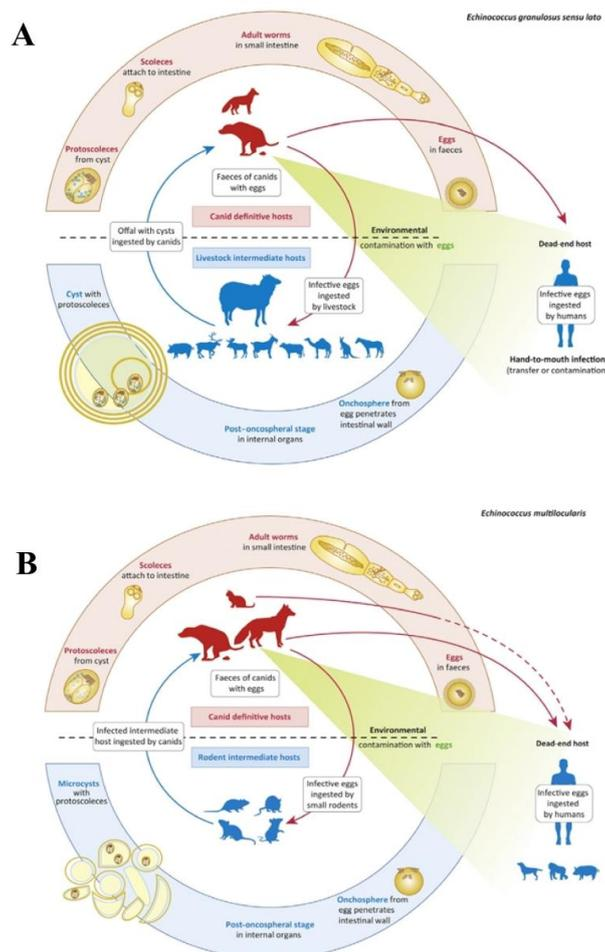 Echinococcus granulosus sensu lato
A
Adult worms
in small intestine
Scoleces
attach to intestine
Protoscoleces
from cyst
Eggs
in faeces
Faeces of canids
with eggs
Canid definitive hosts
Offal with cysts
ingested by canids
Environmental
contamination with eggs
Dead-end host
Livestock intermediate hosts
Infective eggs
ingested
by livestock
Infective eggs
ingested
by humans
Cyst with
protoscoleces
Hand-to-mouth infection
(transfer or contamination
Onchosphere from
egg penetrates
intestinal wall
Post-oncospheral stage
in internal organs
Echinococcus multilocularis
B
Adult worms
in small intestine
Scoleces
attach to intestine
Protoscoleces
from cyst
Eggs
in faeces
Faeces of canids
with eggs
Canid definitive hosts
Infected intermediate
host ingested by canids
Environmental
contamination with eggs
Dead-end host
Rodent intermediate hosts
Infective eggs
ingested by
small rodents
Infective eggs
ingested
by humans
Microcysts
with
protoscoleces
Onchosphere from
egg penetrates
intestinal wall
Post-oncospheral stage
in internal organs